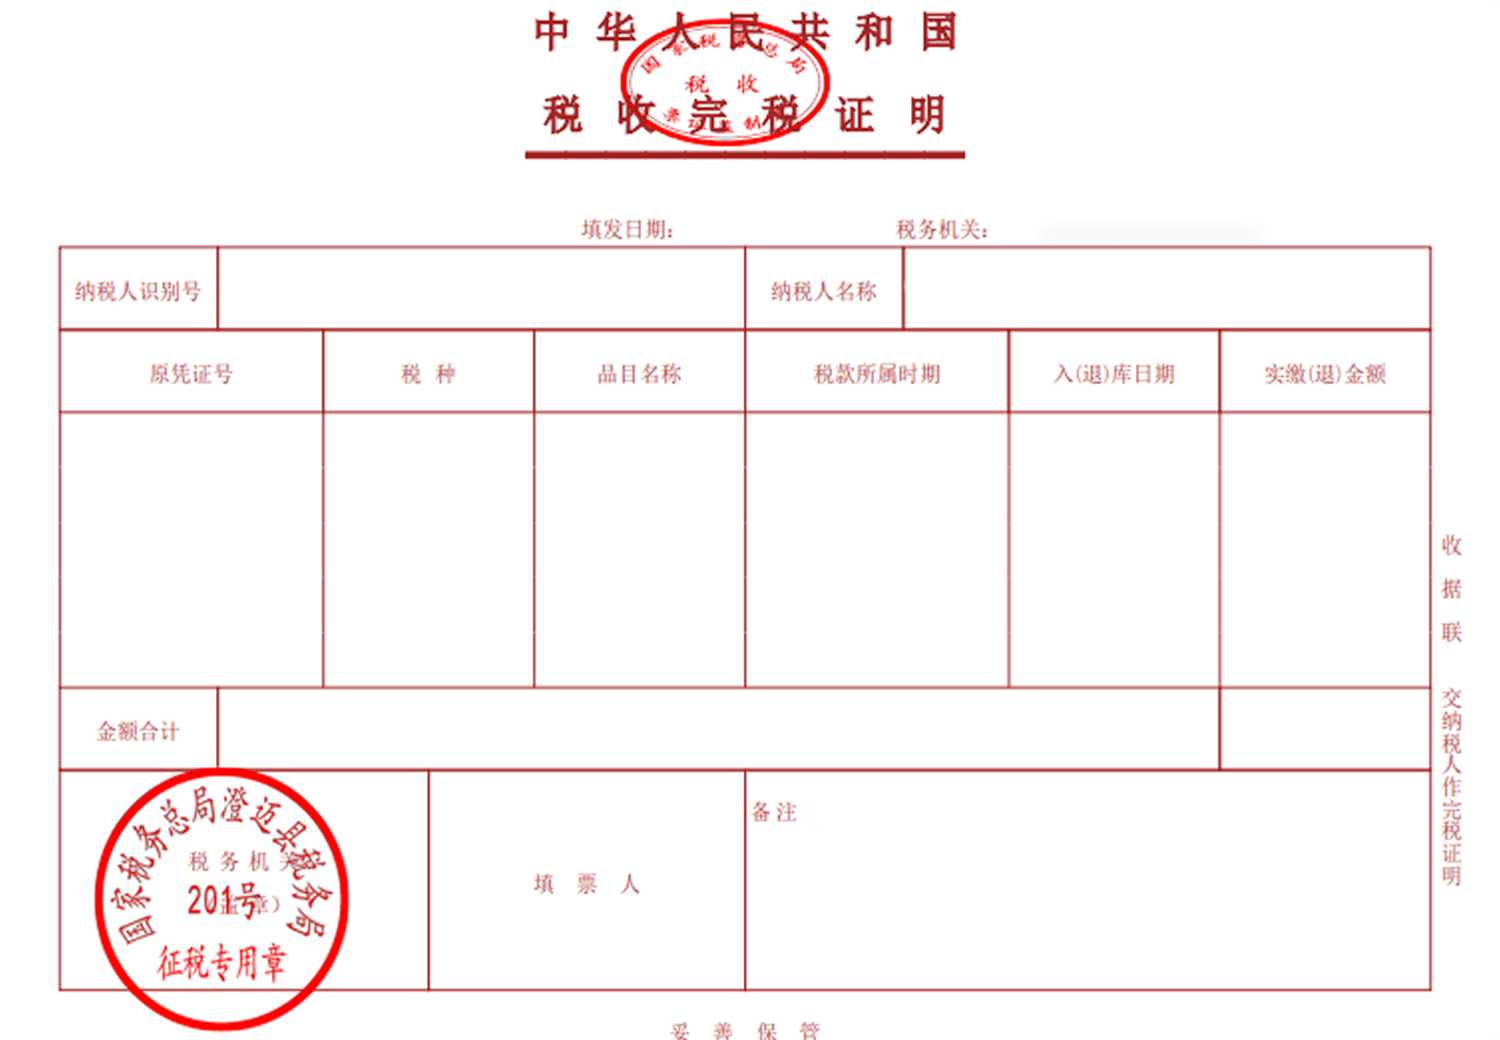 中华人民共和国
国家税务总局
税收
票证监制
税收完税证明
填发日期： 税务机关：
纳税人识别号 纳税人名称
原凭证号 税种 品目名称 税款所属时期 入(退)库日期 实缴(退)金额
收据联
交纳税人作完税证明
金额合计
国家税务总局澄迈县税务局
税务机关
（盖章）
201号
征税专用章
填票人
备注
妥善保管